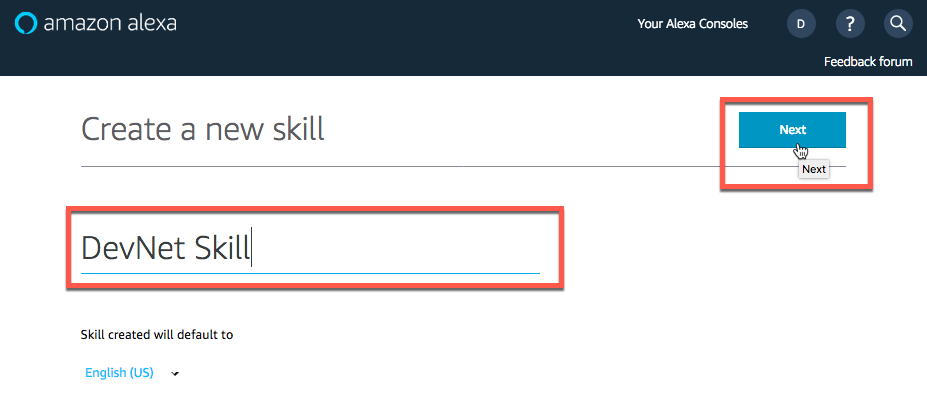 amazon alexa
Your Alexa Consoles
D
?
Feedback forum
Create a new skill
Next
Next
DevNet Skill
Skill created will default to
English (US)